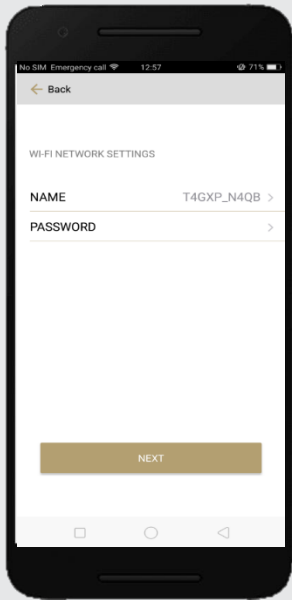 No SIM Emergency call 12:57 71%
← Back
WI-FI NETWORK SETTINGS
NAME T4GXP_N4QB >
PASSWORD >
NEXT